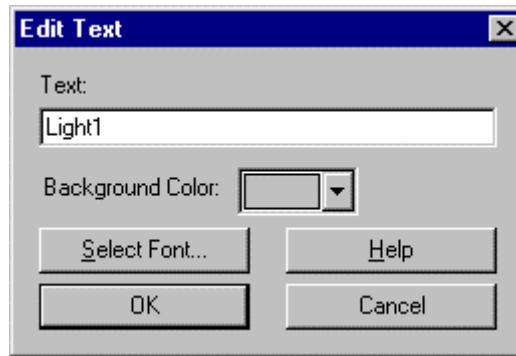 Edit Text
Text:
Light1
Background Color:
Select Font... Help
OK Cancel